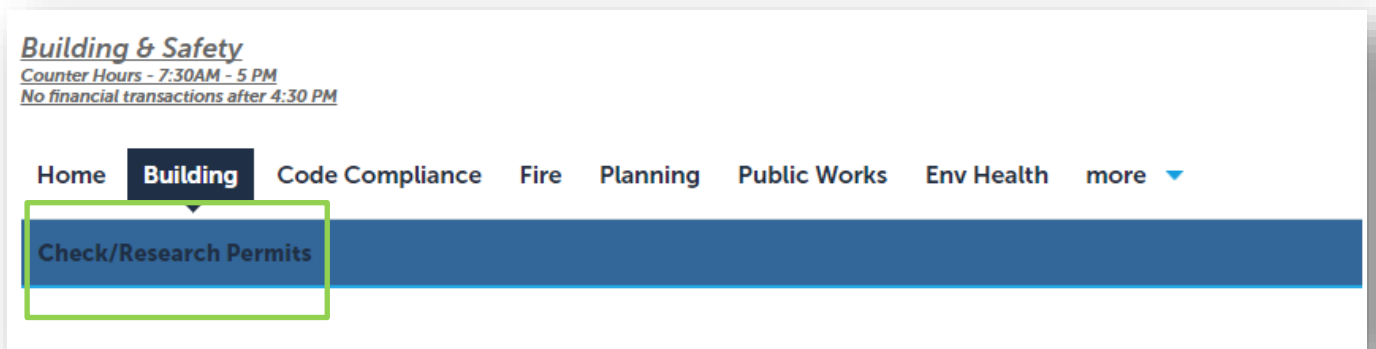 Building & Safety
Counter Hours - 7:30AM - 5 PM
No financial transactions after 4:30 PM
Home Building Code Compliance Fire Planning Public Works Env Health more
Check/Research Permits